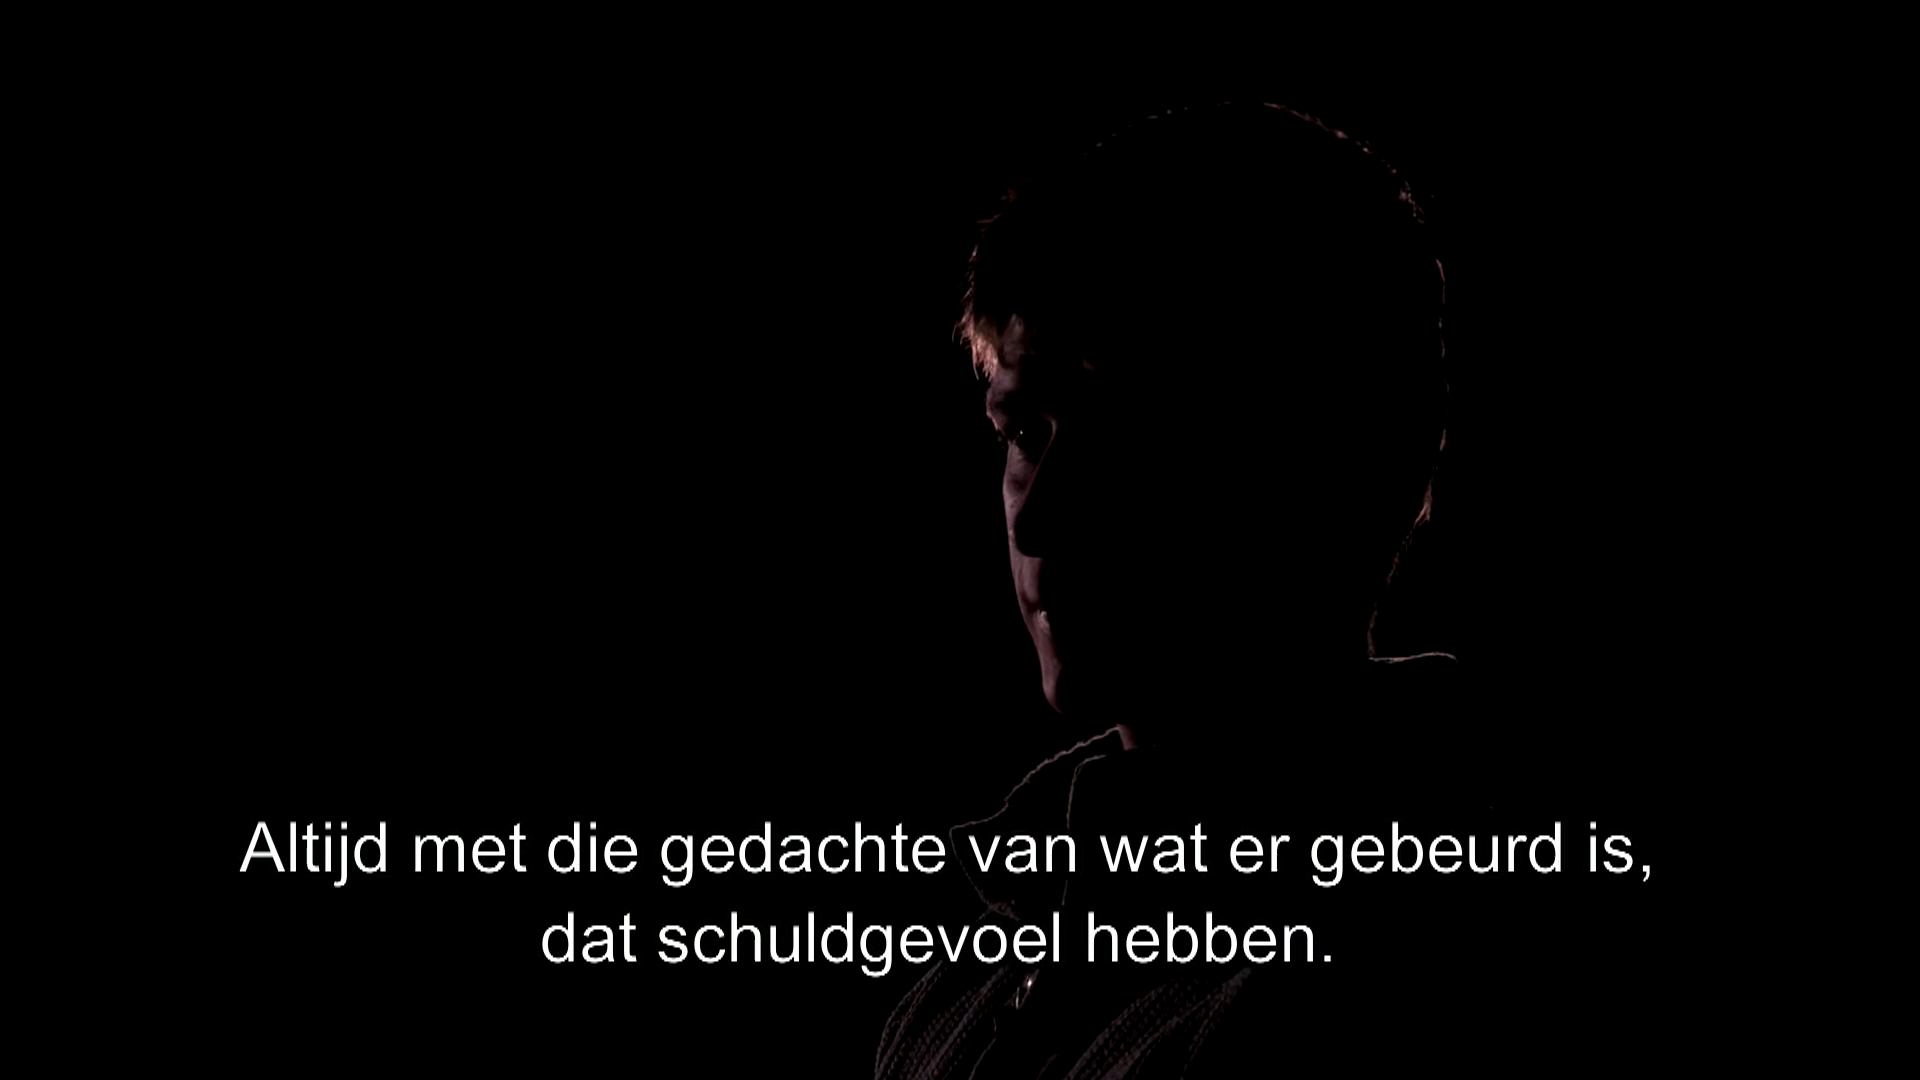 Altijd met die gedachte van wat er gebeurd is,
dat schuldgevoel hebben.